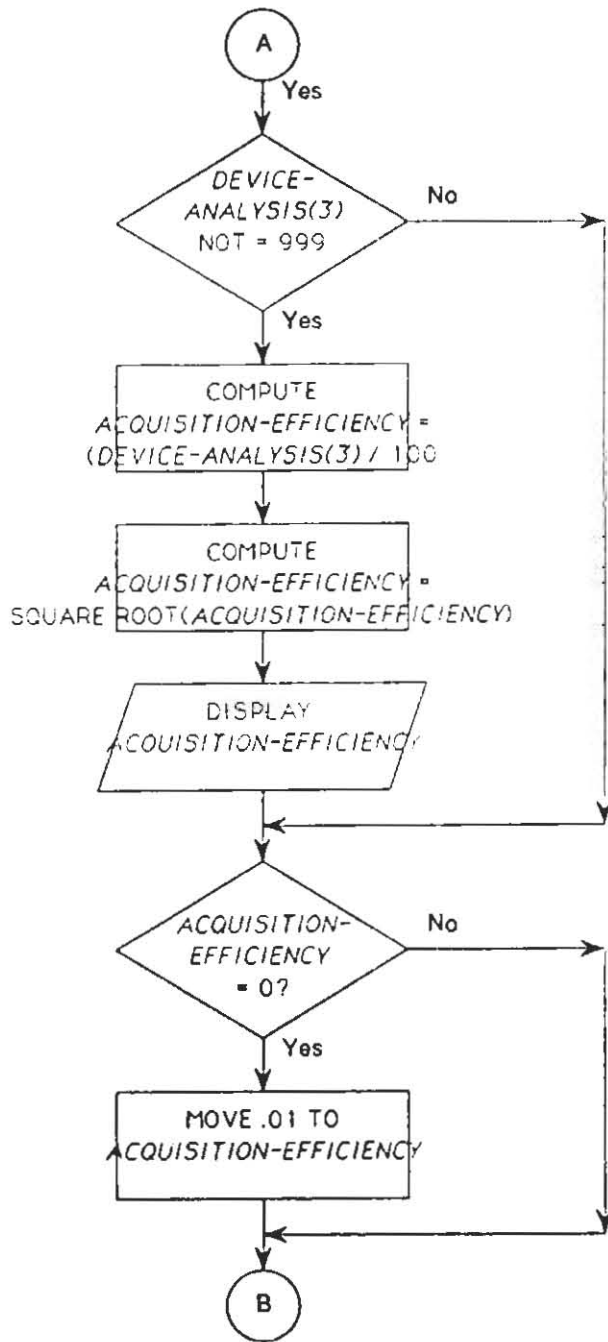 A
Yes
DEVICE-
ANALYSIS(3)
NOT = 999
No
Yes
COMPUTE
ACQUISITION-EFFICIENCY =
(DEVICE-ANALYSIS(3) / 100
COMPUTE
ACQUISITION-EFFICIENCY =
SQUARE ROOT(ACQUISITION-EFFICIENCY)
DISPLAY
ACQUISITION-EFFICIENCY
ACQUISITION-
EFFICIENCY
= 0?
No
Yes
MOVE .01 TO
ACQUISITION-EFFICIENCY
B